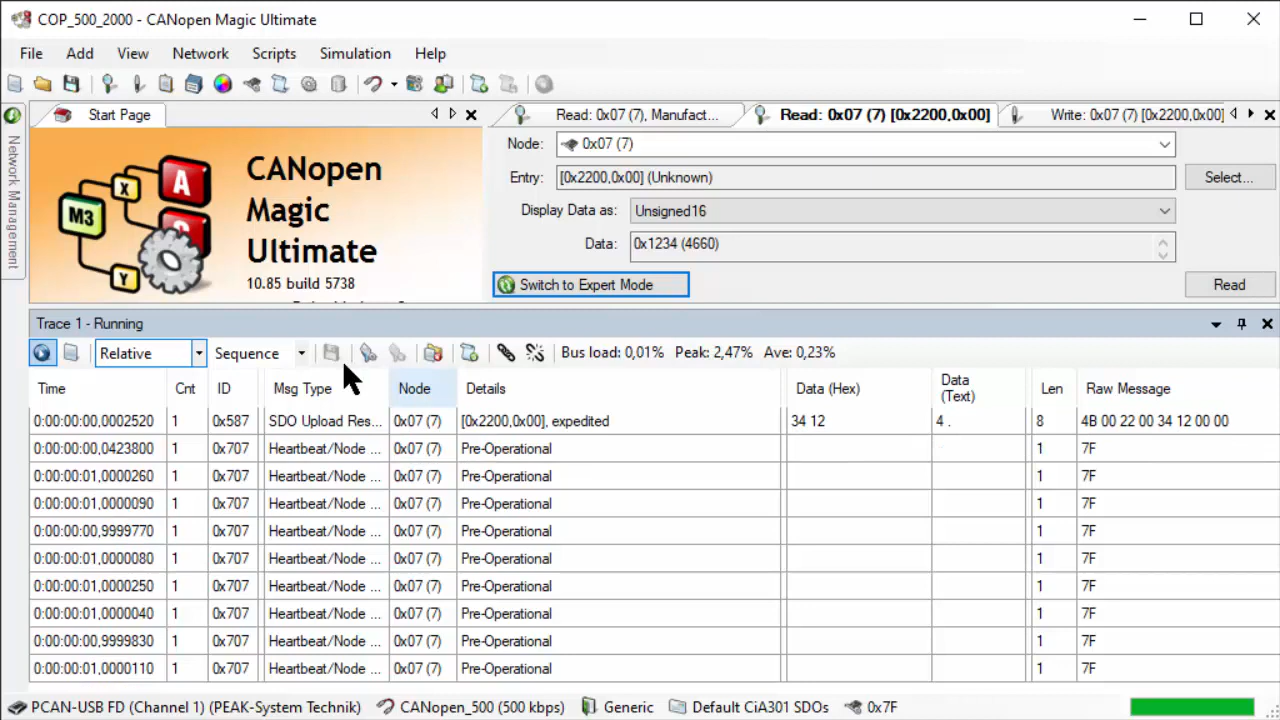 COP_500_2000 - CANopen Magic Ultimate
File Add View Network Scripts Simulation Help
Start Page
Read: 0x07 (7), Manufact... Read: 0x07 (7) [0x2200,0x00] Write: 0x07 (7) [0x2200,0x00]
Network Management
M3 X A Y
CANopen
Magic
Ultimate
10.85 build 5738
Node: 0x07 (7)
Entry: [0x2200,0x00] (Unknown) Select...
Display Data as: Unsigned16
Data: 0x1234 (4660)
Switch to Expert Mode Read
Trace 1 - Running
Relative Sequence Bus load: 0,01% Peak: 2,47% Ave: 0,23%
Time Cnt ID Msg Type Node Details Data (Hex) Data (Text) Len Raw Message
0:00:00:00,0002520 1 0x587 SDO Upload Res... 0x07 (7) [0x2200,0x00], expedited 34 12 4 . 8 4B 00 22 00 34 12 00 00
0:00:00:00,0423800 1 0x707 Heartbeat/Node ... 0x07 (7) Pre-Operational 1 7F
0:00:00:01,0000260 1 0x707 Heartbeat/Node ... 0x07 (7) Pre-Operational 1 7F
0:00:00:01,0000090 1 0x707 Heartbeat/Node ... 0x07 (7) Pre-Operational 1 7F
0:00:00:00,9999770 1 0x707 Heartbeat/Node ... 0x07 (7) Pre-Operational 1 7F
0:00:00:01,0000080 1 0x707 Heartbeat/Node ... 0x07 (7) Pre-Operational 1 7F
0:00:00:01,0000250 1 0x707 Heartbeat/Node ... 0x07 (7) Pre-Operational 1 7F
0:00:00:01,0000040 1 0x707 Heartbeat/Node ... 0x07 (7) Pre-Operational 1 7F
0:00:00:00,9999830 1 0x707 Heartbeat/Node ... 0x07 (7) Pre-Operational 1 7F
0:00:00:01,0000110 1 0x707 Heartbeat/Node ... 0x07 (7) Pre-Operational 1 7F
PCAN-USB FD (Channel 1) (PEAK-System Technik) CANopen_500 (500 kbps) Generic Default CiA301 SDOs 0x7F